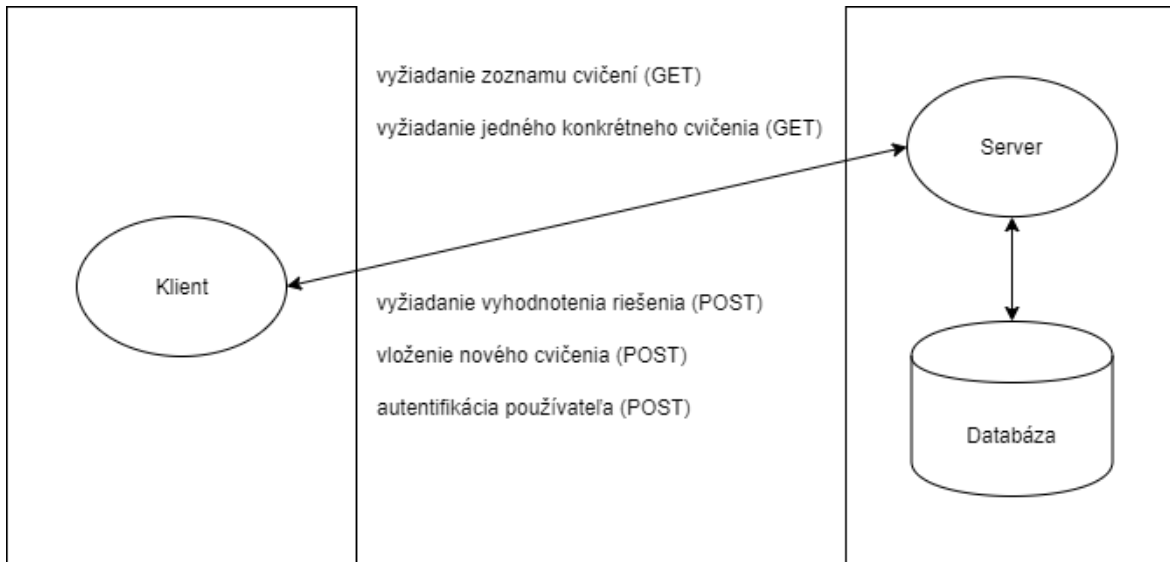 vyžiadanie zoznamu cvičení (GET)
vyžiadanie jedného konkrétneho cvičenia (GET)
Server
Klient
vyžiadanie vyhodnotenia riešenia (POST)
vloženie nového cvičenia (POST)
autentifikácia používateľa (POST)
Databáza